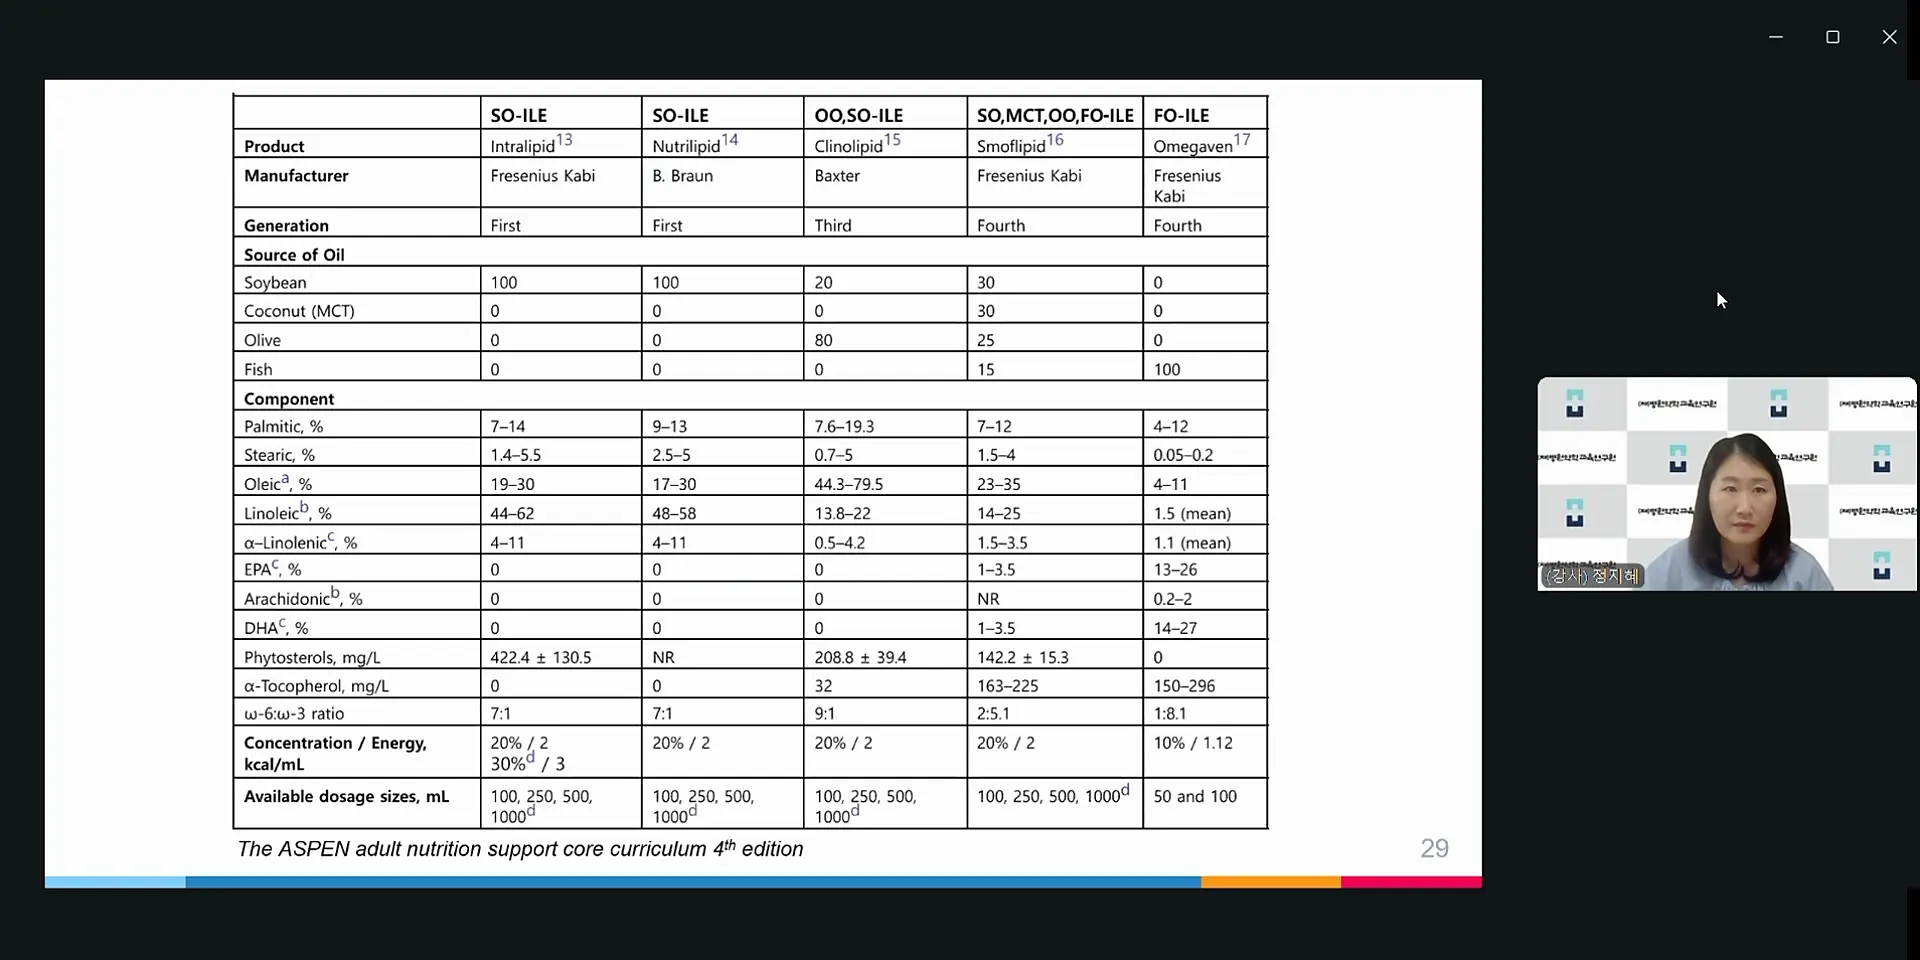 SO-ILE SO-ILE OO,SO-ILE SO,MCT,OO,FO-ILE FO-ILE
Product Intralipid13 Nutrilipid14 Clinolipid15 Smoflipid16 Omegaven17
Manufacturer Fresenius Kabi B. Braun Baxter Fresenius Kabi Fresenius
Kabi
Generation First First Third Fourth Fourth
Source of Oil
Soybean 100 100 20 30 0
Coconut (MCT) 0 0 0 30 0
Olive 0 0 80 25 0
Fish 0 0 0 15 100
Component
Palmitic, % 7–14 9–13 7.6–19.3 7–12 4–12
Stearic, % 1.4–5.5 2.5–5 0.7–5 1.5–4 0.05–0.2
Oleica, % 19–30 17–30 44.3–79.5 23–35 4–11
Linoleicb, % 44–62 48–58 13.8–22 14–25 1.5 (mean)
α–Linolenicc, % 4–11 4–11 0.5–4.2 1.5–3.5 1.1 (mean)
EPAc, % 0 0 0 1–3.5 13–26
Arachidonicb, % 0 0 0 NR 0.2–2
DHAc, % 0 0 0 1–3.5 14–27
Phytosterols, mg/L 422.4 ± 130.5 NR 208.8 ± 39.4 142.2 ± 15.3 0
α-Tocopherol, mg/L 0 0 32 163–225 150–296
ω-6:ω-3 ratio 7:1 7:1 9:1 2:5.1 1:8.1
Concentration / Energy, 20% / 2 20% / 2 20% / 2 20% / 2 10% / 1.12
kcal/mL 30%d / 3
Available dosage sizes, mL 100, 250, 500, 100, 250, 500, 100, 250, 500, 100, 250, 500, 1000d 50 and 100
1000d 1000d 1000d
The ASPEN adult nutrition support core curriculum 4th edition
29
(재)병원약학교육연구원
(강사) 정지혜